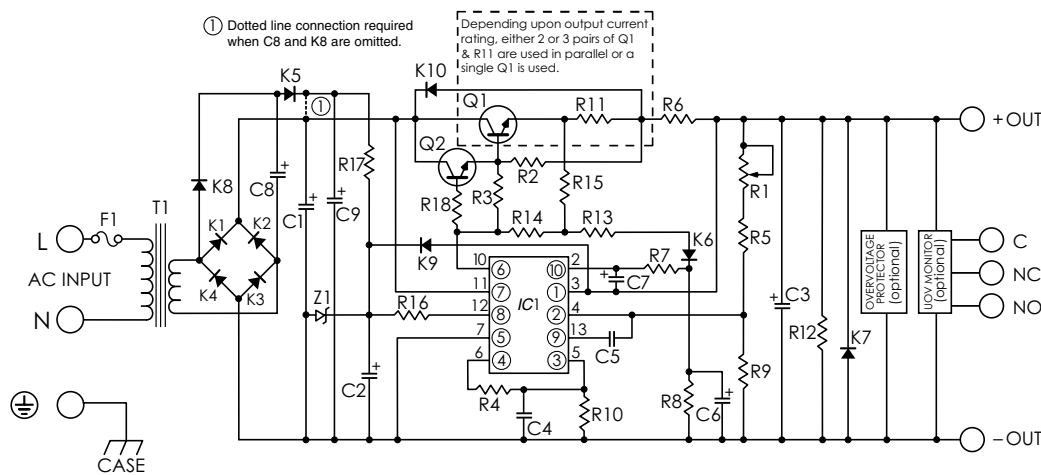 ① Dotted line connection required
when C8 and K8 are omitted.
Depending upon output current
rating, either 2 or 3 pairs of Q1
& R11 are used in parallel or a
single Q1 is used.
K5
①
K10
Q1
R11
R6
+OUT
Q2
R17
R2
R1
K8
C8
C1
C9
R18
R3
R15
F1
T1
K1
K2
R14
R13
L
K9
K6
R5
C
AC INPUT
K4
K3
10
⑥
⑩
2
R7
OVERVOLTAGE
PROTECTOR
(optional)
UOV MONITOR
(optional)
NC
11
⑦
IC1
①
3
C7
N
Z1
R16
12
⑧
②
4
C3
NO
7
⑤
⑨
13
C5
R12
K7
6
④
③
5
C2
R4
R9
C4
R10
R8
C6
−OUT
CASE